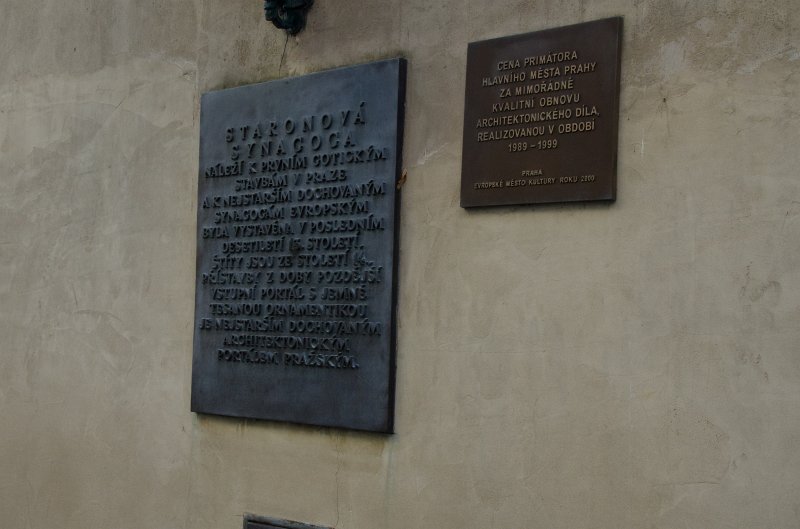 STARONOVÁ
SYNAGOGA
NÁLEŽÍ K PRVNÍM GOTICKÝM
STAVBÁM V PRAZE
A K NEJSTARŠÍM DOCHOVANÝM
SYNAGOGÁM EVROPSKÝM
BYLA VYSTAVĚNA V POSLEDNÍM
DESETILETÍ 13. STOLETÍ.
ŠTÍTY JSOU ZE STOLETÍ 14.,
PŘÍSTAVBY Z DOBY POZDĚJŠÍ
VSTUPNÍ PORTÁL S JEMNĚ
TESANOU ORNAMENTIKOU
JE NEJSTARŠÍM DOCHOVANÝM
ARCHITEKTONICKÝM
PORTÁLEM PRAŽSKÝM.
CENA PRIMÁTORA
HLAVNÍHO MĚSTA PRAHY
ZA MIMOŘÁDNĚ
KVALITNÍ OBNOVU
ARCHITEKTONICKÉHO DÍLA,
REALIZOVANOU V OBDOBÍ
1989 - 1999
PRAHA
EVROPSKÉ MĚSTO KULTURY ROKU 2000